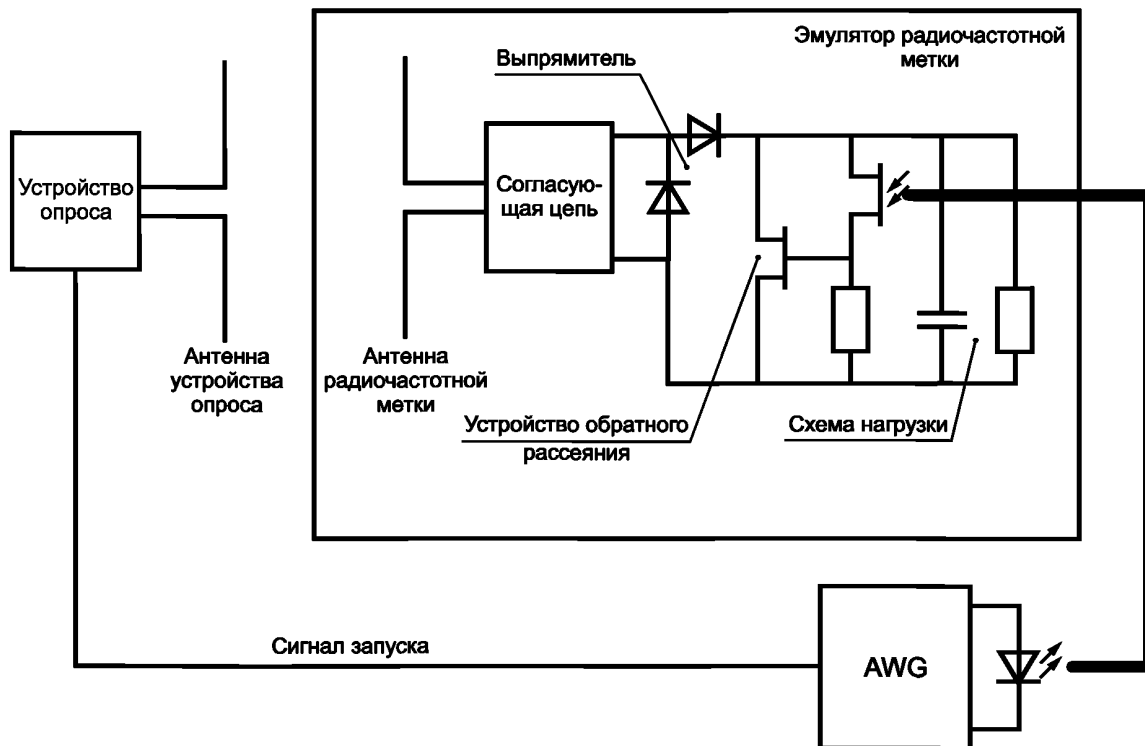 Эмулятор радиочастотной
метки
Выпрямитель
Устройство
опроса
Согласую-
щая цепь
Антенна
устройства
опроса
Антенна
радиочастотной
метки
Устройство обратного
рассеяния
Схема нагрузки
Сигнал запуска
AWG